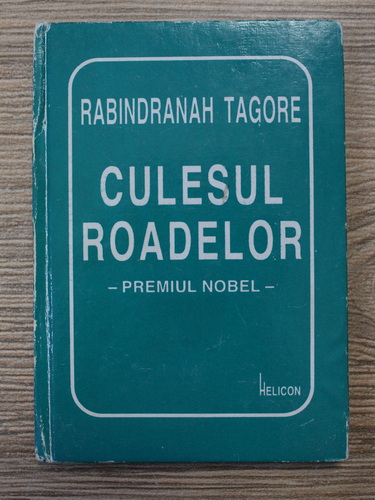 RABINDRANAH TAGORE
CULESUL
ROADELOR
– PREMIUL NOBEL –
HELICON